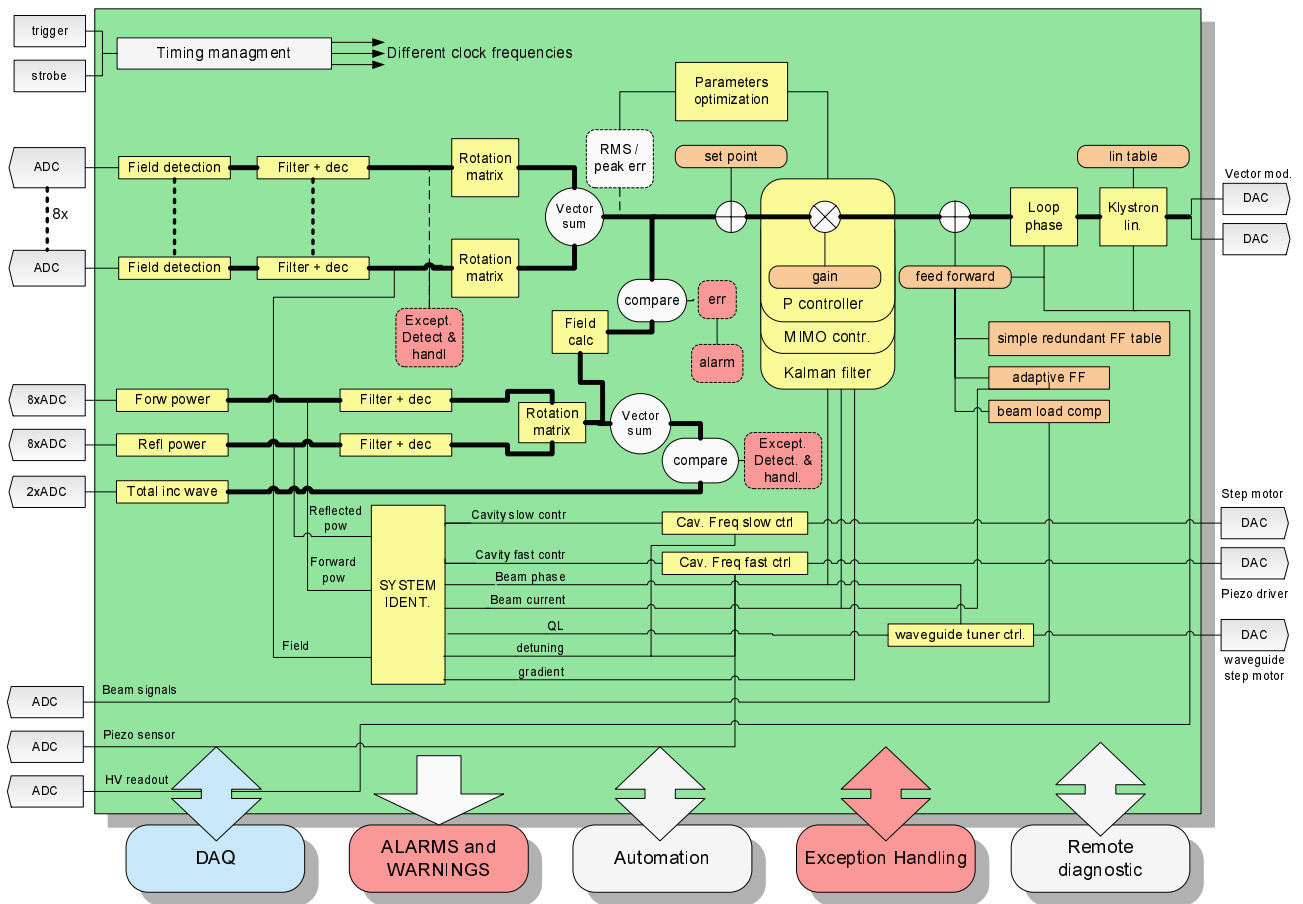 trigger
strobe
Timing managment
Different clock frequencies
Parameters
optimization
RMS /
peak err
set point
lin table
ADC
Field detection
Filter + dec
Rotation
matrix
8x
Vector
sum
Loop
phase
Klystron
lin.
Vector mod.
DAC
DAC
ADC
Field detection
Filter + dec
Rotation
matrix
gain
feed forward
P controller
MIMO contr.
Kalman filter
compare
err
alarm
Field
calc
Except.
Detect &
handl
simple redundant FF table
adaptive FF
beam load comp
8xADC
Forw power
Filter + dec
Rotation
matrix
Vector
sum
8xADC
Refl power
Filter + dec
compare
Except.
Detect. &
handl.
2xADC
Total inc wave
Reflected
pow
Forward
pow
Field
SYSTEM
IDENT.
Cavity slow contr
Cav. Freq slow ctrl
Cavity fast contr
Cav. Freq fast ctrl
Beam phase
Beam current
QL
waveguide tuner ctrl.
detuning
gradient
Step motor
DAC
DAC
Piezo driver
DAC
waveguide
step motor
ADC
Beam signals
ADC
Piezo sensor
ADC
HV readout
DAQ
ALARMS and
WARNINGS
Automation
Exception Handling
Remote
diagnostic